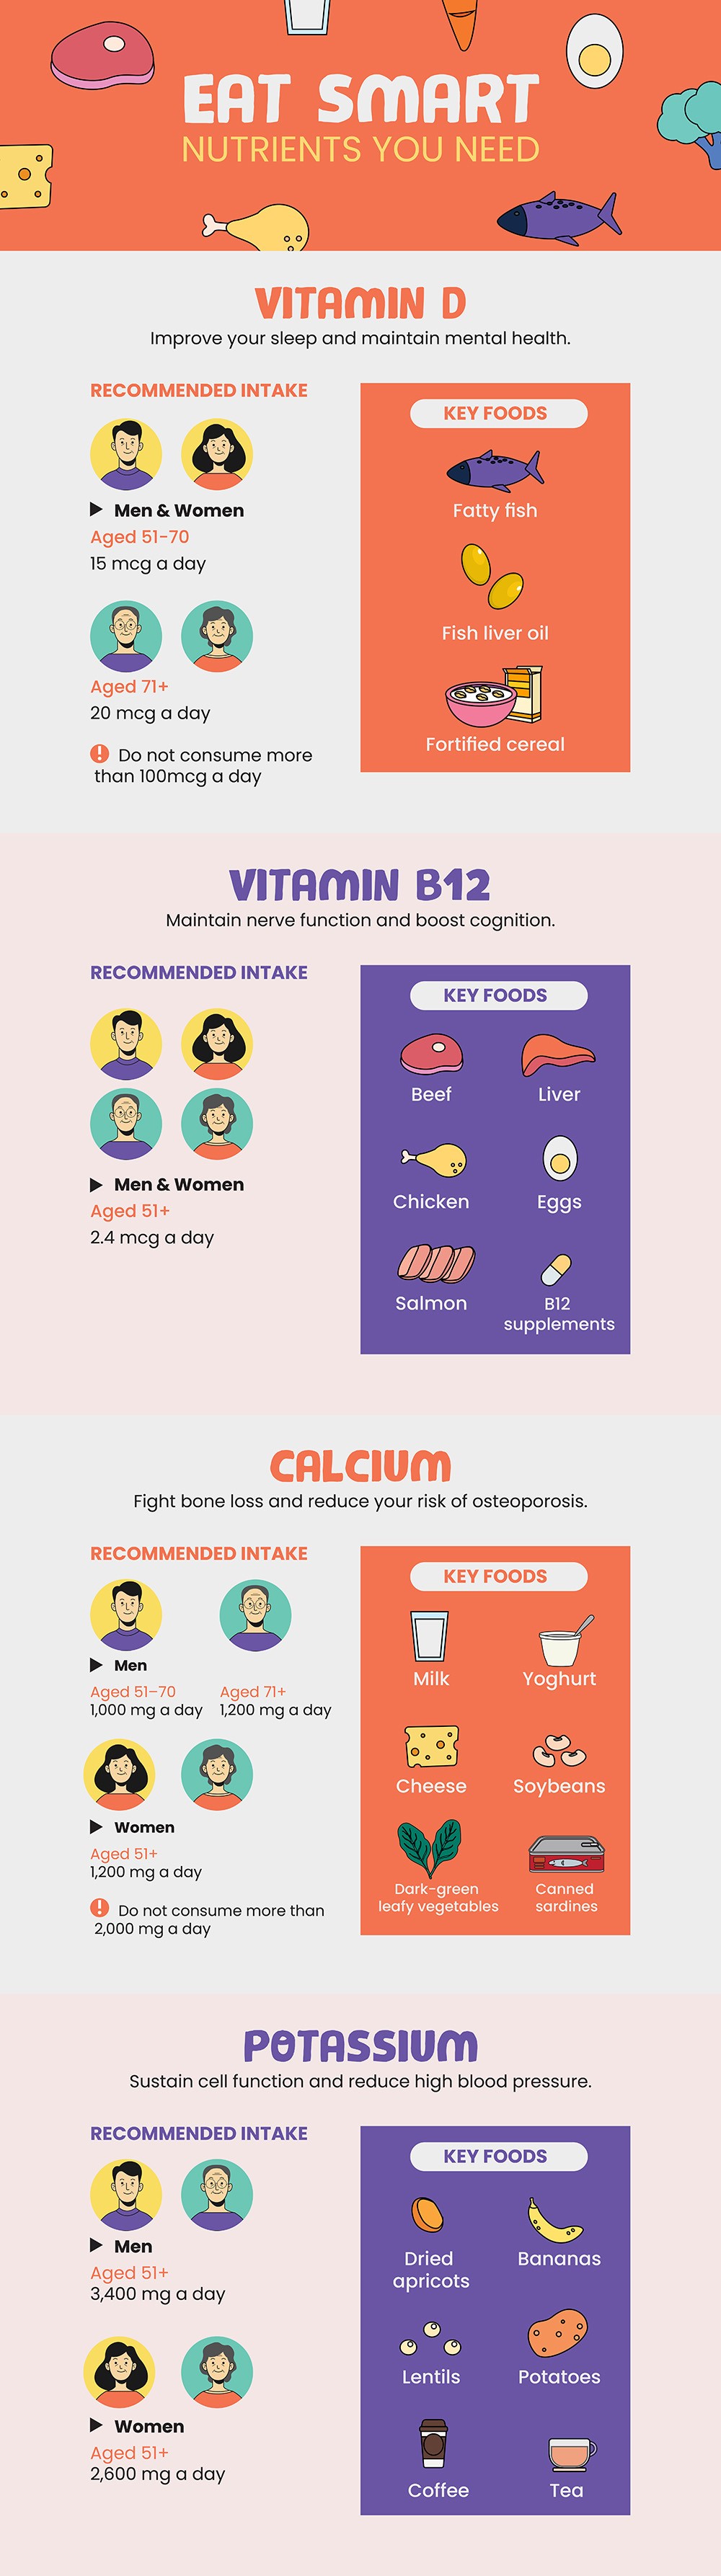 EAT SMART
NUTRIENTS YOU NEED
VITAMIN D
Improve your sleep and maintain mental health.
RECOMMENDED INTAKE
Men & Women
Aged 51-70
15 mcg a day
Aged 71+
20 mcg a day
! Do not consume more
than 100mcg a day
KEY FOODS
Fatty fish
Fish liver oil
Fortified cereal
VITAMIN B12
Maintain nerve function and boost cognition.
RECOMMENDED INTAKE
Men & Women
Aged 51+
2.4 mcg a day
KEY FOODS
Beef
Liver
Chicken
Eggs
Salmon
B12
supplements
CALCIUM
Fight bone loss and reduce your risk of osteoporosis.
RECOMMENDED INTAKE
Men
Aged 51–70
1,000 mg a day
Aged 71+
1,200 mg a day
Women
Aged 51+
1,200 mg a day
! Do not consume more than
2,000 mg a day
KEY FOODS
Milk
Yoghurt
Cheese
Soybeans
Dark-green
leafy vegetables
Canned
sardines
POTASSIUM
Sustain cell function and reduce high blood pressure.
RECOMMENDED INTAKE
Men
Aged 51+
3,400 mg a day
Women
Aged 51+
2,600 mg a day
KEY FOODS
Dried
apricots
Bananas
Lentils
Potatoes
Coffee
Tea